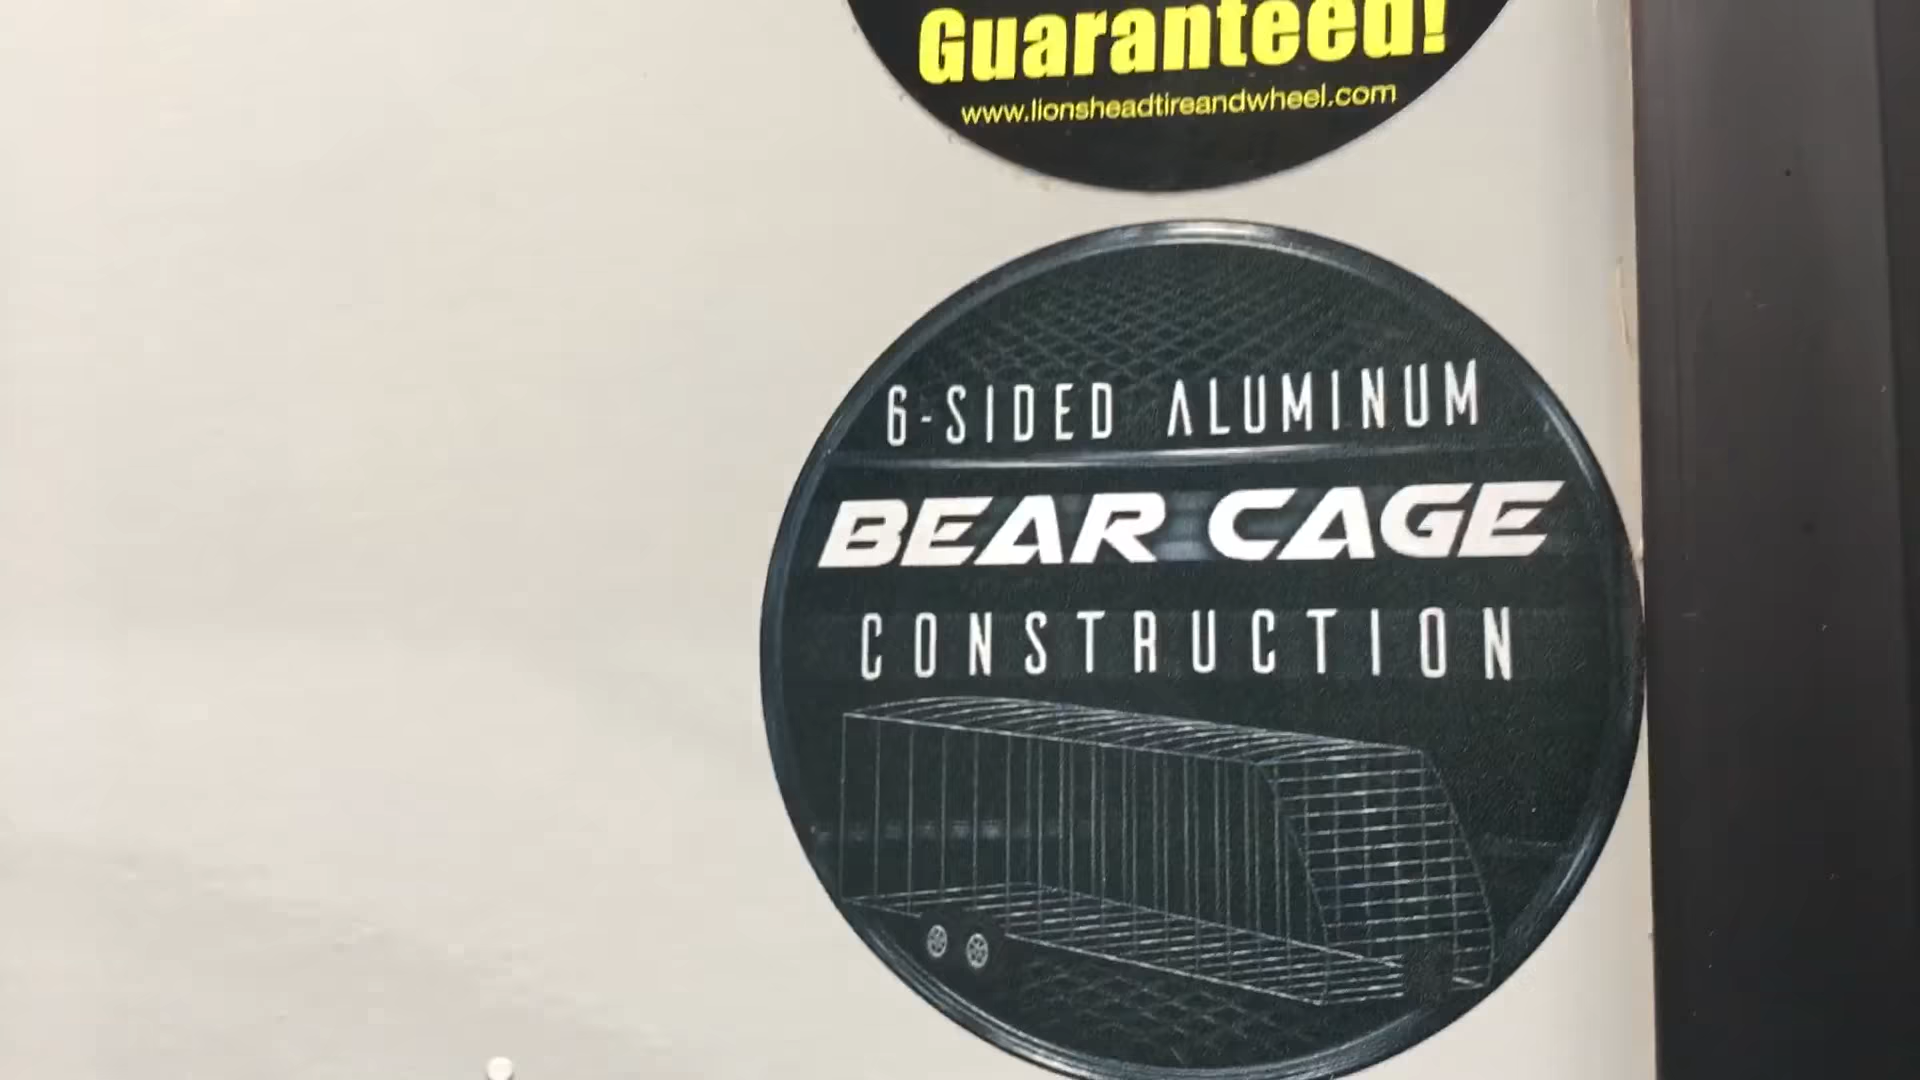 Guaranteed!
www.lionsheadtireandwheel.com
6-SIDED ALUMINUM
BEAR CAGE
CONSTRUCTION